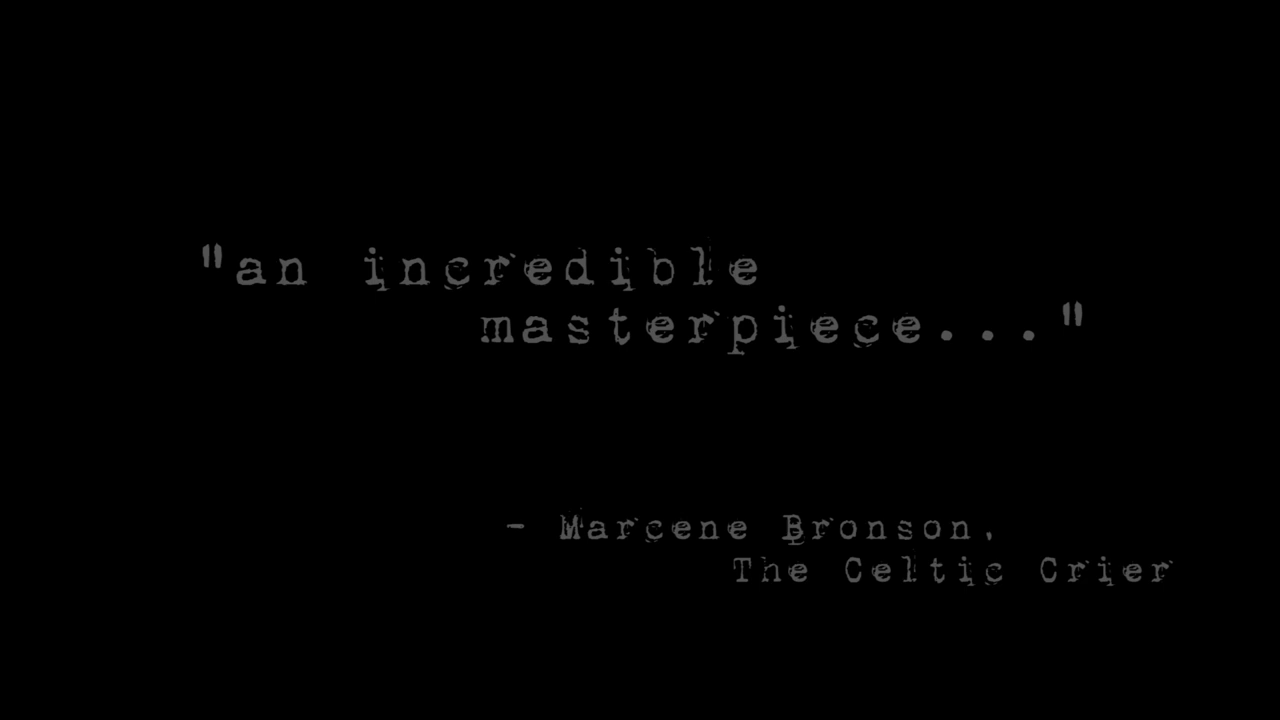 "an incredible
masterpiece..."
- Marcene Bronson,
The Celtic Crier